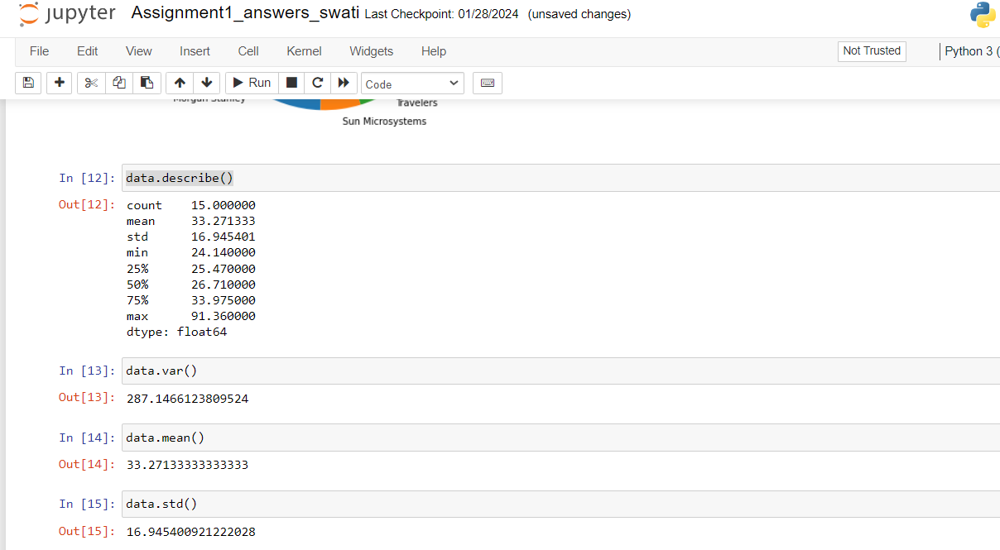 jupyter Assignment1_answers_swati Last Checkpoint: 01/28/2024 (unsaved changes)
File Edit View Insert Cell Kernel Widgets Help Not Trusted Python 3 (
Run Code
Morgan Stanley
Travelers
Sun Microsystems
In [12]: data.describe()
Out[12]: count 15.000000
mean 33.271333
std 16.945401
min 24.140000
25% 25.470000
50% 26.710000
75% 33.975000
max 91.360000
dtype: float64
In [13]: data.var()
Out[13]: 287.1466123809524
In [14]: data.mean()
Out[14]: 33.27133333333333
In [15]: data.std()
Out[15]: 16.945400921222028